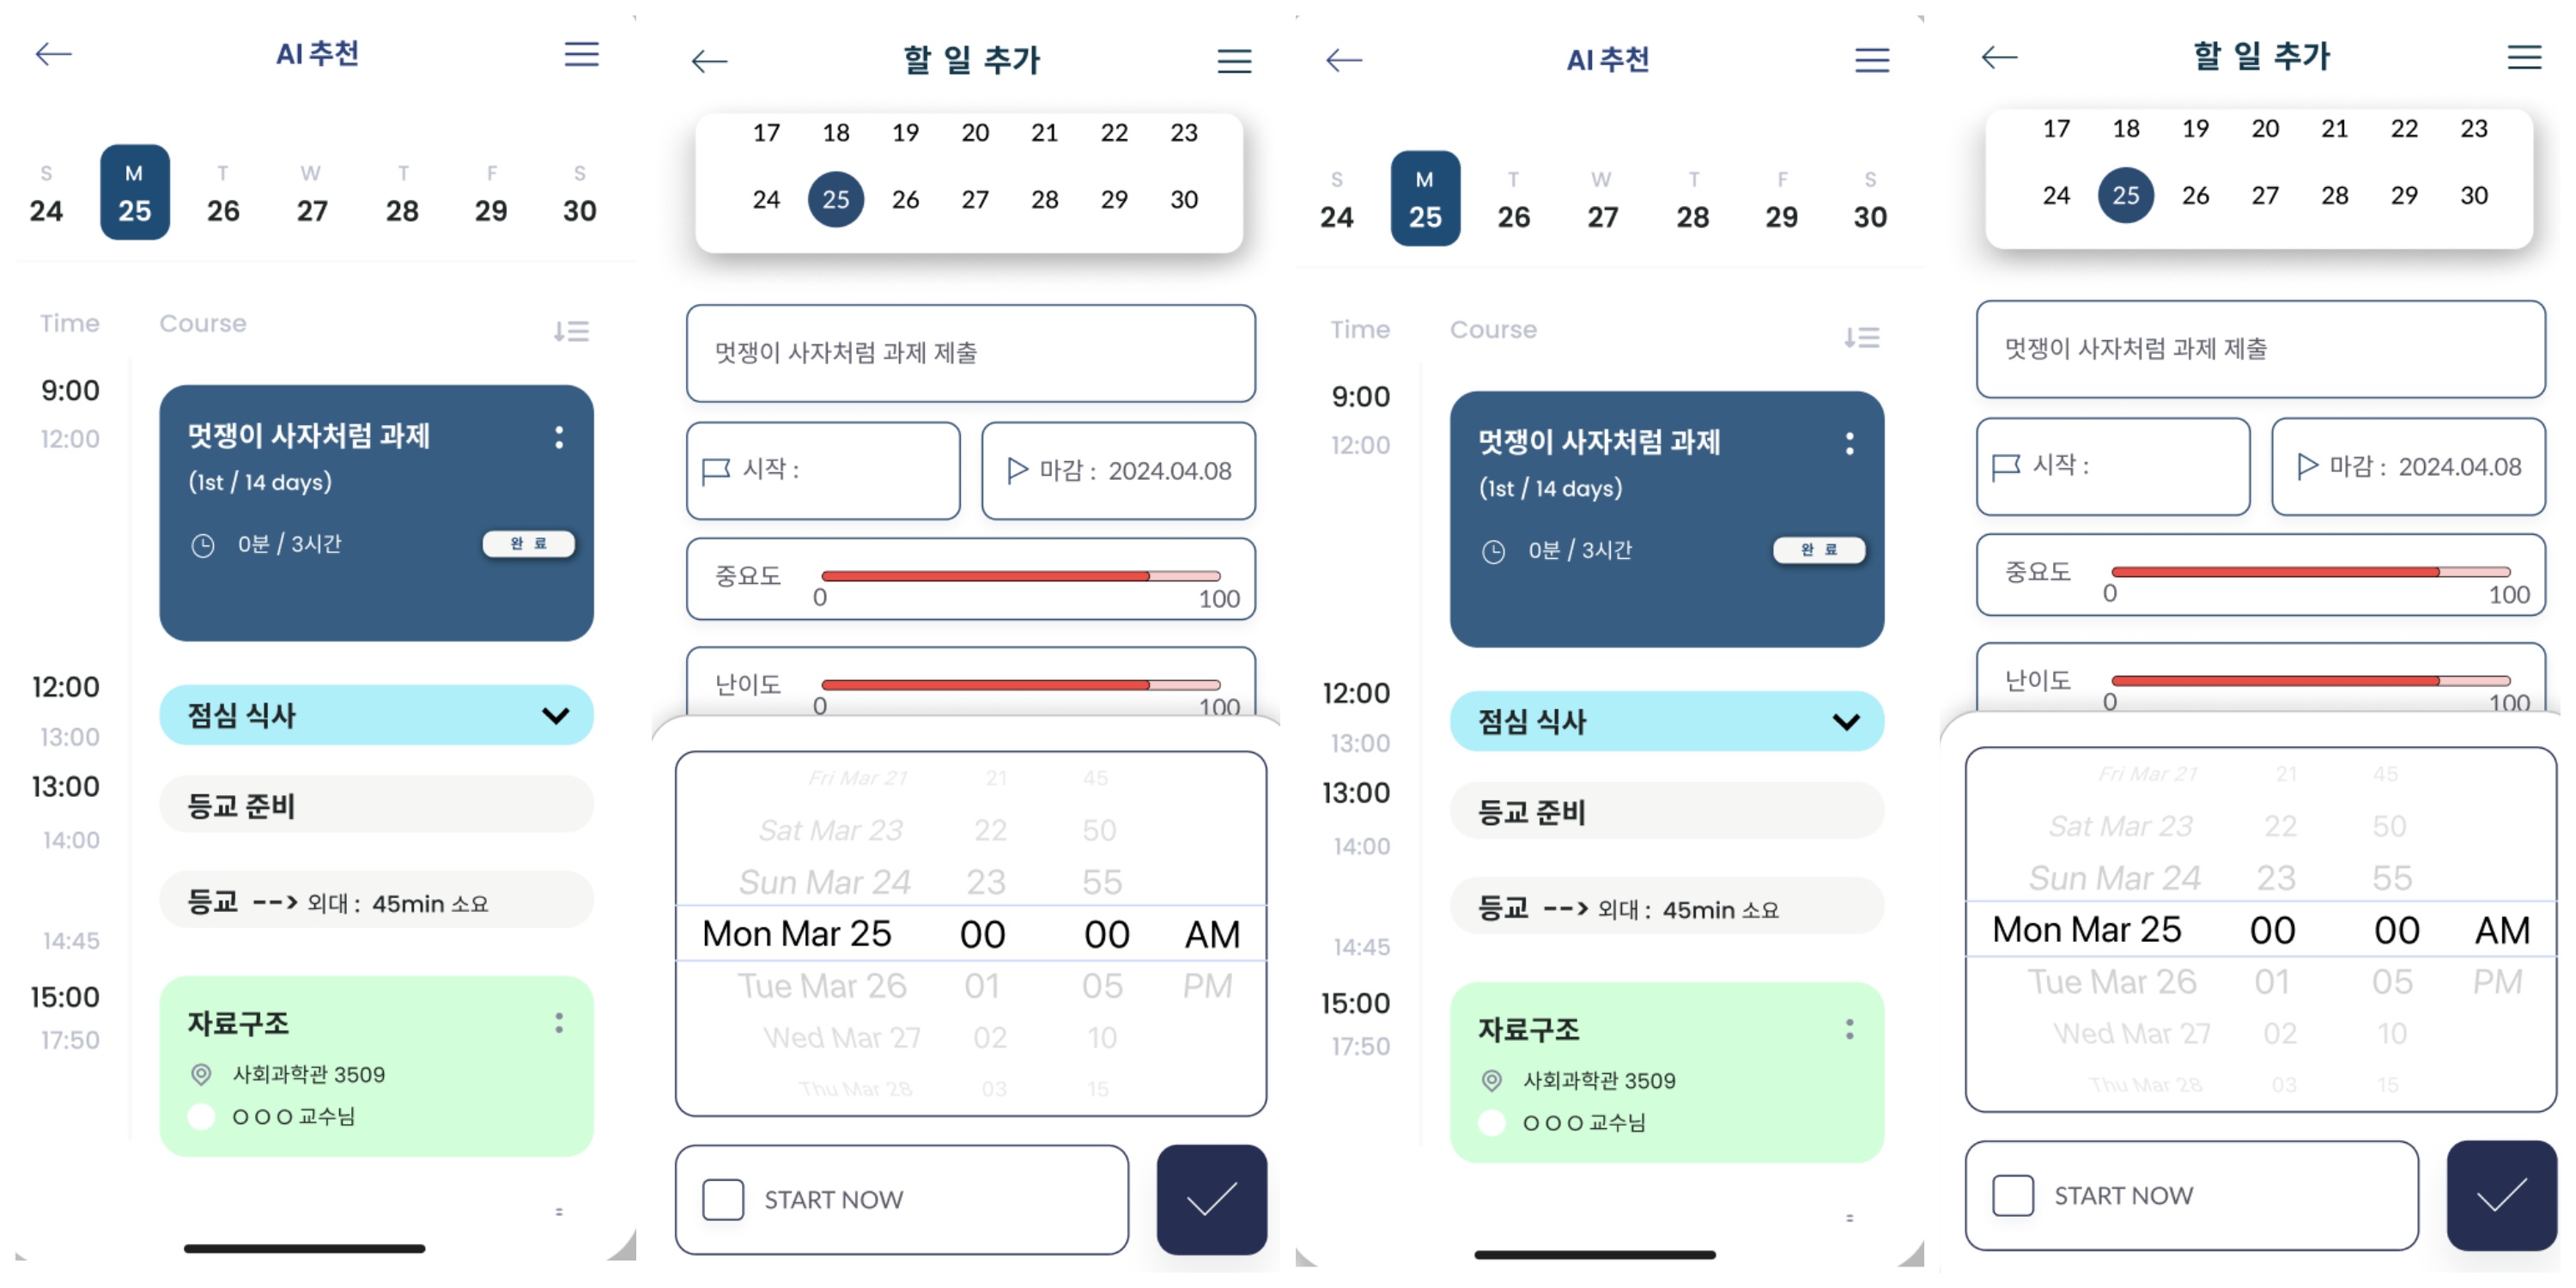 AI 추천
S M T W T F S
24 25 26 27 28 29 30
Time Course
9:00
12:00
멋쟁이 사자처럼 과제
(1st / 14 days)
0분 / 3시간
완 료
12:00
13:00
점심 식사
13:00
14:00
등교 준비
등교 --> 외대 : 45min 소요
14:45
15:00
17:50
자료구조
사회과학관 3509
ㅇㅇㅇ 교수님
할 일 추가
17 18 19 20 21 22 23
24 25 26 27 28 29 30
멋쟁이 사자처럼 과제 제출
시작 :
마감 : 2024.04.08
중요도
0 100
난이도
0 100
Fri Mar 21 21 45
Sat Mar 23 22 50
Sun Mar 24 23 55
Mon Mar 25 00 00 AM
Tue Mar 26 01 05 PM
Wed Mar 27 02 10
Thu Mar 28 03 15
START NOW
AI 추천
S M T W T F S
24 25 26 27 28 29 30
Time Course
9:00
12:00
멋쟁이 사자처럼 과제
(1st / 14 days)
0분 / 3시간
완 료
12:00
13:00
점심 식사
13:00
14:00
등교 준비
등교 --> 외대 : 45min 소요
14:45
15:00
17:50
자료구조
사회과학관 3509
ㅇㅇㅇ 교수님
할 일 추가
17 18 19 20 21 22 23
24 25 26 27 28 29 30
멋쟁이 사자처럼 과제 제출
시작 :
마감 : 2024.04.08
중요도
0 100
난이도
0 100
Fri Mar 21 21 45
Sat Mar 23 22 50
Sun Mar 24 23 55
Mon Mar 25 00 00 AM
Tue Mar 26 01 05 PM
Wed Mar 27 02 10
Thu Mar 28 03 15
START NOW